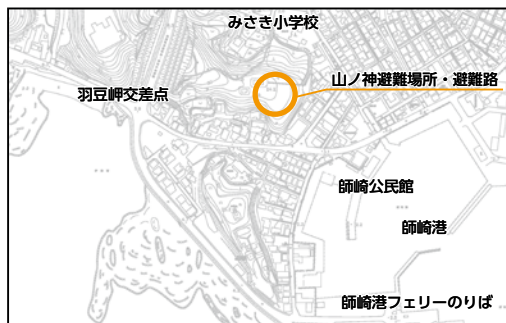 みさき小学校
山ノ神避難場所・避難路
羽豆岬交差点
師崎公民館
師崎港
師崎港フェリーのりば